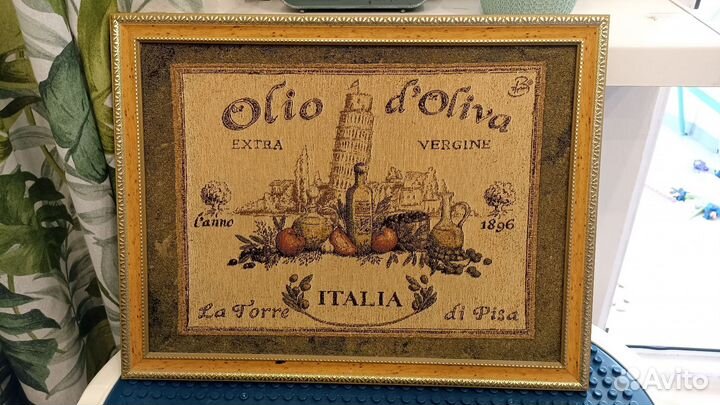 Olio d'Oliva
EXTRA VERGINE
l'anno 1896
ITALIA
La Torre di Pisa
Avito